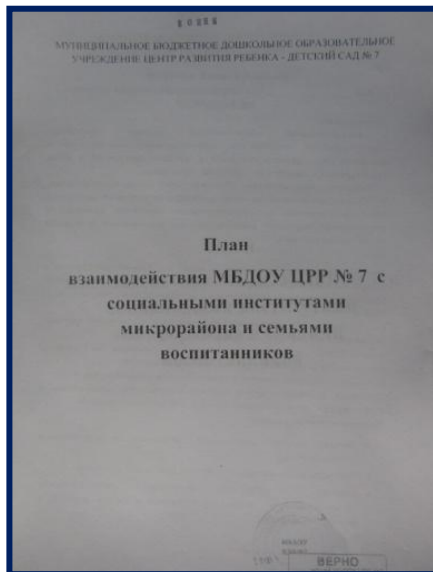 КОПИЯ
МУНИЦИПАЛЬНОЕ БЮДЖЕТНОЕ ДОШКОЛЬНОЕ ОБРАЗОВАТЕЛЬНОЕ
УЧРЕЖДЕНИЕ ЦЕНТР РАЗВИТИЯ РЕБЕНКА - ДЕТСКИЙ САД № 7
План
взаимодействия МБДОУ ЦРР № 7 с
социальными институтами
микрорайона и семьями
воспитанников
ВЕРНО